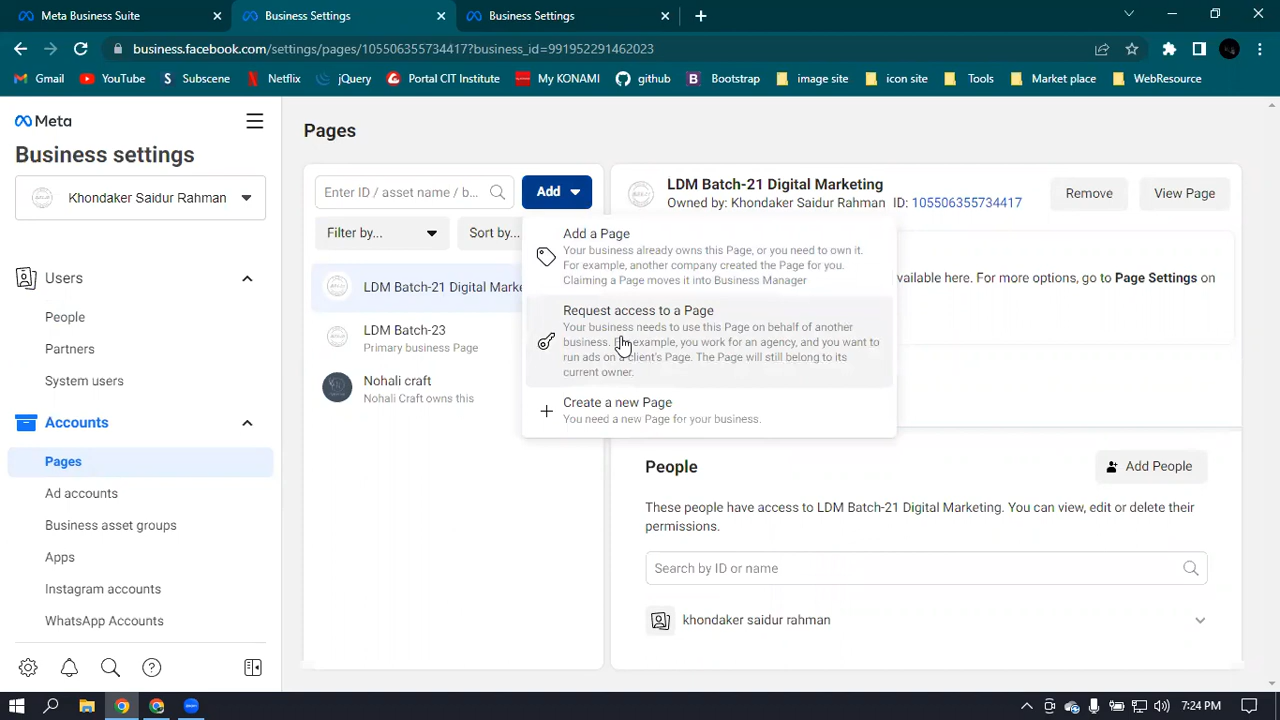 Meta Business Suite
Business Settings
Business Settings
business.facebook.com/settings/pages/105506355734417?business_id=991952291462023
Gmail
YouTube
Subscene
Netflix
jQuery
Portal CIT Institute
My KONAMI
github
Bootstrap
image site
icon site
Tools
Market place
WebResource
Meta
Business settings
Khondaker Saidur Rahman
Users
People
Partners
System users
Accounts
Pages
Ad accounts
Business asset groups
Apps
Instagram accounts
WhatsApp Accounts
Pages
Enter ID / asset name / b...
Add
Filter by...
Sort by...
LDM Batch-21 Digital Marke
LDM Batch-23
Primary business Page
Nohali craft
Nohali Craft owns this
Add a Page
Your business already owns this Page, or you need to own it.
For example, another company created the Page for you.
Claiming a Page moves it into Business Manager
Request access to a Page
Your business needs to use this Page on behalf of another
business. For example, you work for an agency, and you want to
run ads on a client's Page. The Page will still belong to its
current owner.
Create a new Page
You need a new Page for your business.
LDM Batch-21 Digital Marketing
Owned by: Khondaker Saidur Rahman ID: 105506355734417
Remove
View Page
vailable here. For more options, go to Page Settings on
People
Add People
These people have access to LDM Batch-21 Digital Marketing. You can view, edit or delete their
permissions.
Search by ID or name
khondaker saidur rahman
7:24 PM